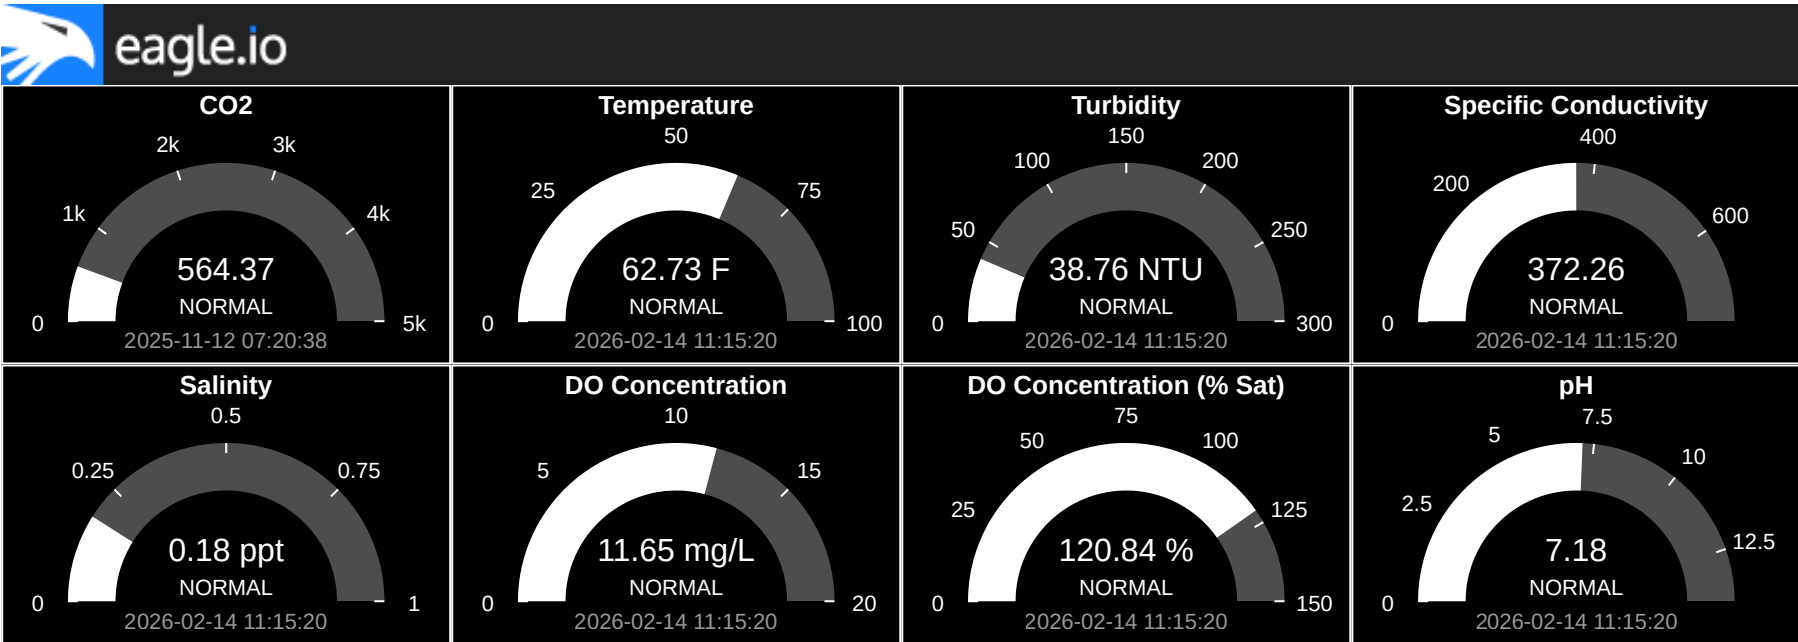 eagle.io
CO2
2k
3k
1k
4k
564.37
NORMAL
0
5k
2025-11-12 07:20:38
Temperature
50
25
75
62.73 F
NORMAL
0
100
2026-02-14 11:15:20
Turbidity
150
100
200
50
250
38.76 NTU
NORMAL
0
300
2026-02-14 11:15:20
Specific Conductivity
400
200
600
372.26
NORMAL
0
2026-02-14 11:15:20
Salinity
0.5
0.25
0.75
0.18 ppt
NORMAL
0
1
2026-02-14 11:15:20
DO Concentration
10
5
15
11.65 mg/L
NORMAL
0
20
2026-02-14 11:15:20
DO Concentration (% Sat)
75
50
100
25
125
120.84 %
NORMAL
0
150
2026-02-14 11:15:20
pH
7.5
5
10
2.5
12.5
7.18
NORMAL
0
2026-02-14 11:15:20